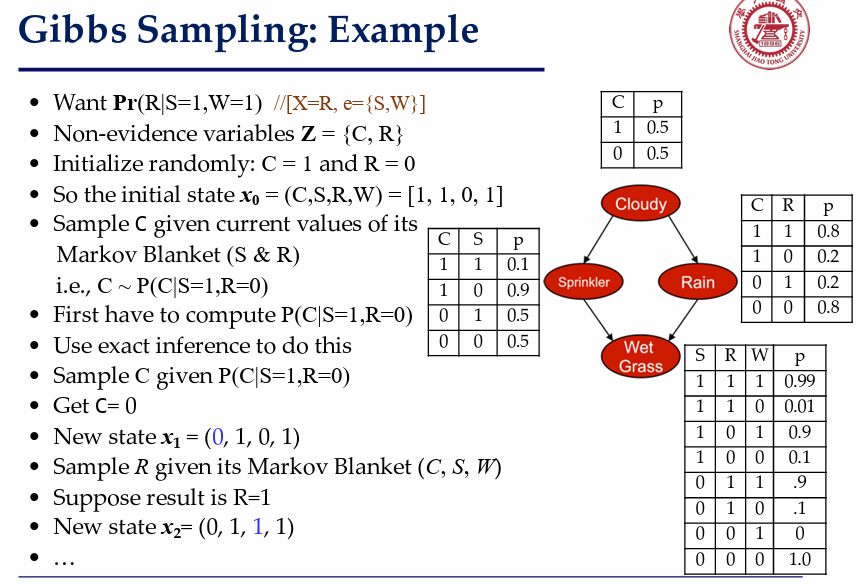 Gibbs Sampling: Example
SHANGHAI JIAO TONG UNIVERSITY
1896
• Want Pr(R|S=1,W=1) //[X=R, e={S,W}]
• Non-evidence variables Z = {C, R}
• Initialize randomly: C = 1 and R = 0
• So the initial state x₀ = (C,S,R,W) = [1, 1, 0, 1]
• Sample C given current values of its
Markov Blanket (S & R)
i.e., C ~ P(C|S=1,R=0)
• First have to compute P(C|S=1,R=0)
• Use exact inference to do this
• Sample C given P(C|S=1,R=0)
• Get C= 0
• New state x₁ = (0, 1, 0, 1)
• Sample R given its Markov Blanket (C, S, W)
• Suppose result is R=1
• New state x₂= (0, 1, 1, 1)
• …
C p
1 0.5
0 0.5
Cloudy
Sprinkler
Rain
Wet
Grass
C S p
1 1 0.1
1 0 0.9
0 1 0.5
0 0 0.5
C R p
1 1 0.8
1 0 0.2
0 1 0.2
0 0 0.8
S R W p
1 1 1 0.99
1 1 0 0.01
1 0 1 0.9
1 0 0 0.1
0 1 1 .9
0 1 0 .1
0 0 1 0
0 0 0 1.0